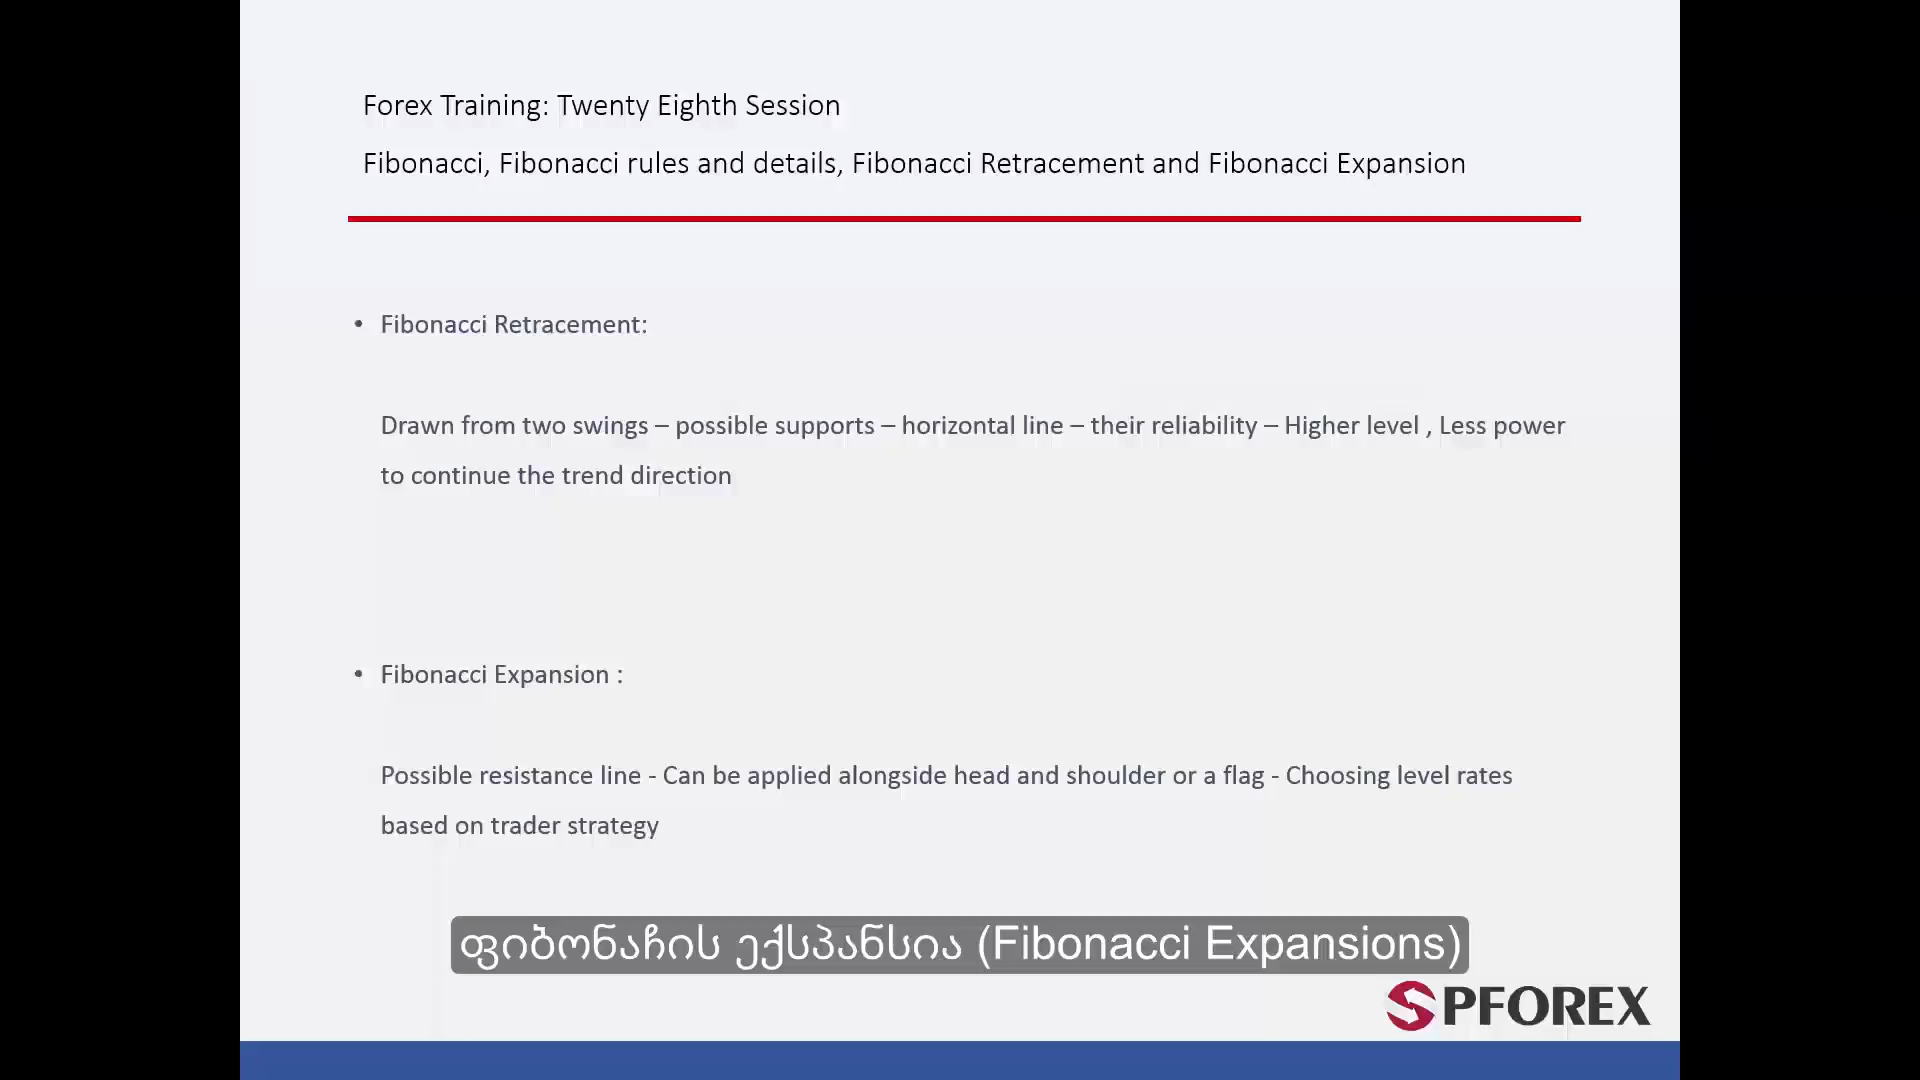 Forex Training: Twenty Eighth Session
Fibonacci, Fibonacci rules and details, Fibonacci Retracement and Fibonacci Expansion
• Fibonacci Retracement:
Drawn from two swings – possible supports – horizontal line – their reliability – Higher level , Less power
to continue the trend direction
• Fibonacci Expansion :
Possible resistance line - Can be applied alongside head and shoulder or a flag - Choosing level rates
based on trader strategy
ფიბონაჩის ექსპანსია (Fibonacci Expansions)
SPFOREX